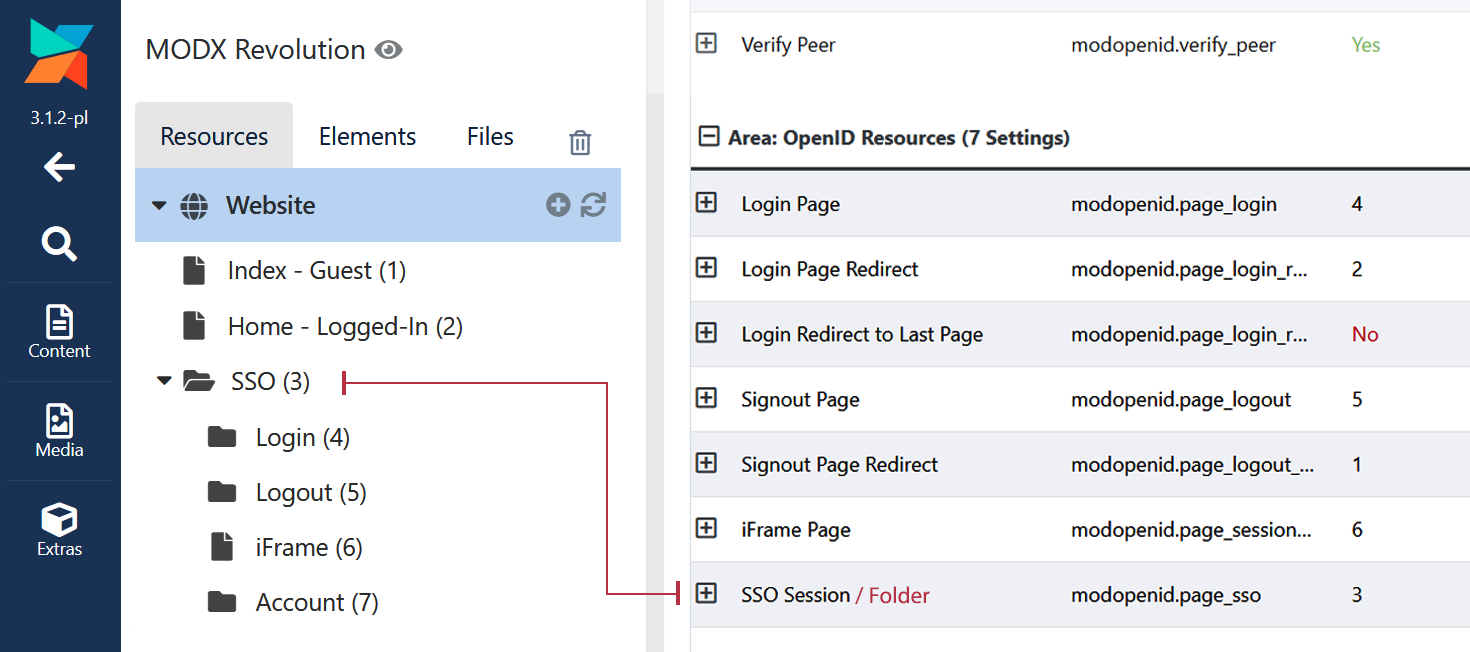 3.1.2-pl
Content
Media
Extras
MODX Revolution
Resources Elements Files
Website
Index - Guest (1)
Home - Logged-In (2)
SSO (3)
Login (4)
Logout (5)
iFrame (6)
Account (7)
Verify Peer modopenid.verify_peer Yes
Area: OpenID Resources (7 Settings)
Login Page modopenid.page_login 4
Login Page Redirect modopenid.page_login_r... 2
Login Redirect to Last Page modopenid.page_login_r... No
Signout Page modopenid.page_logout 5
Signout Page Redirect modopenid.page_logout_... 1
iFrame Page modopenid.page_session... 6
SSO Session / Folder modopenid.page_sso 3